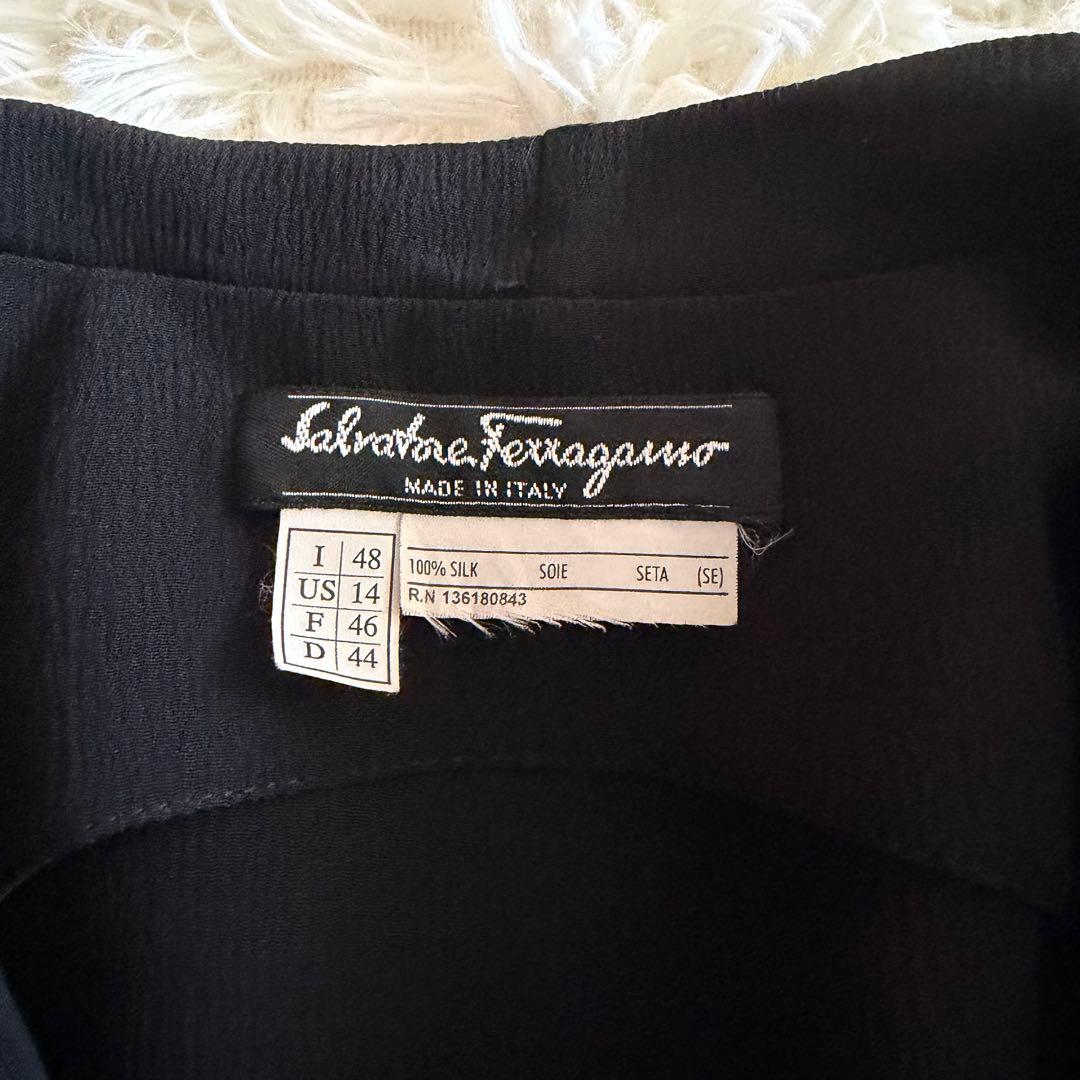 Salvatore Ferragamo
MADE IN ITALY
I 48
US 14
F 46
D 44
100% SILK SOIE SETA (SE)
R.N 136180843